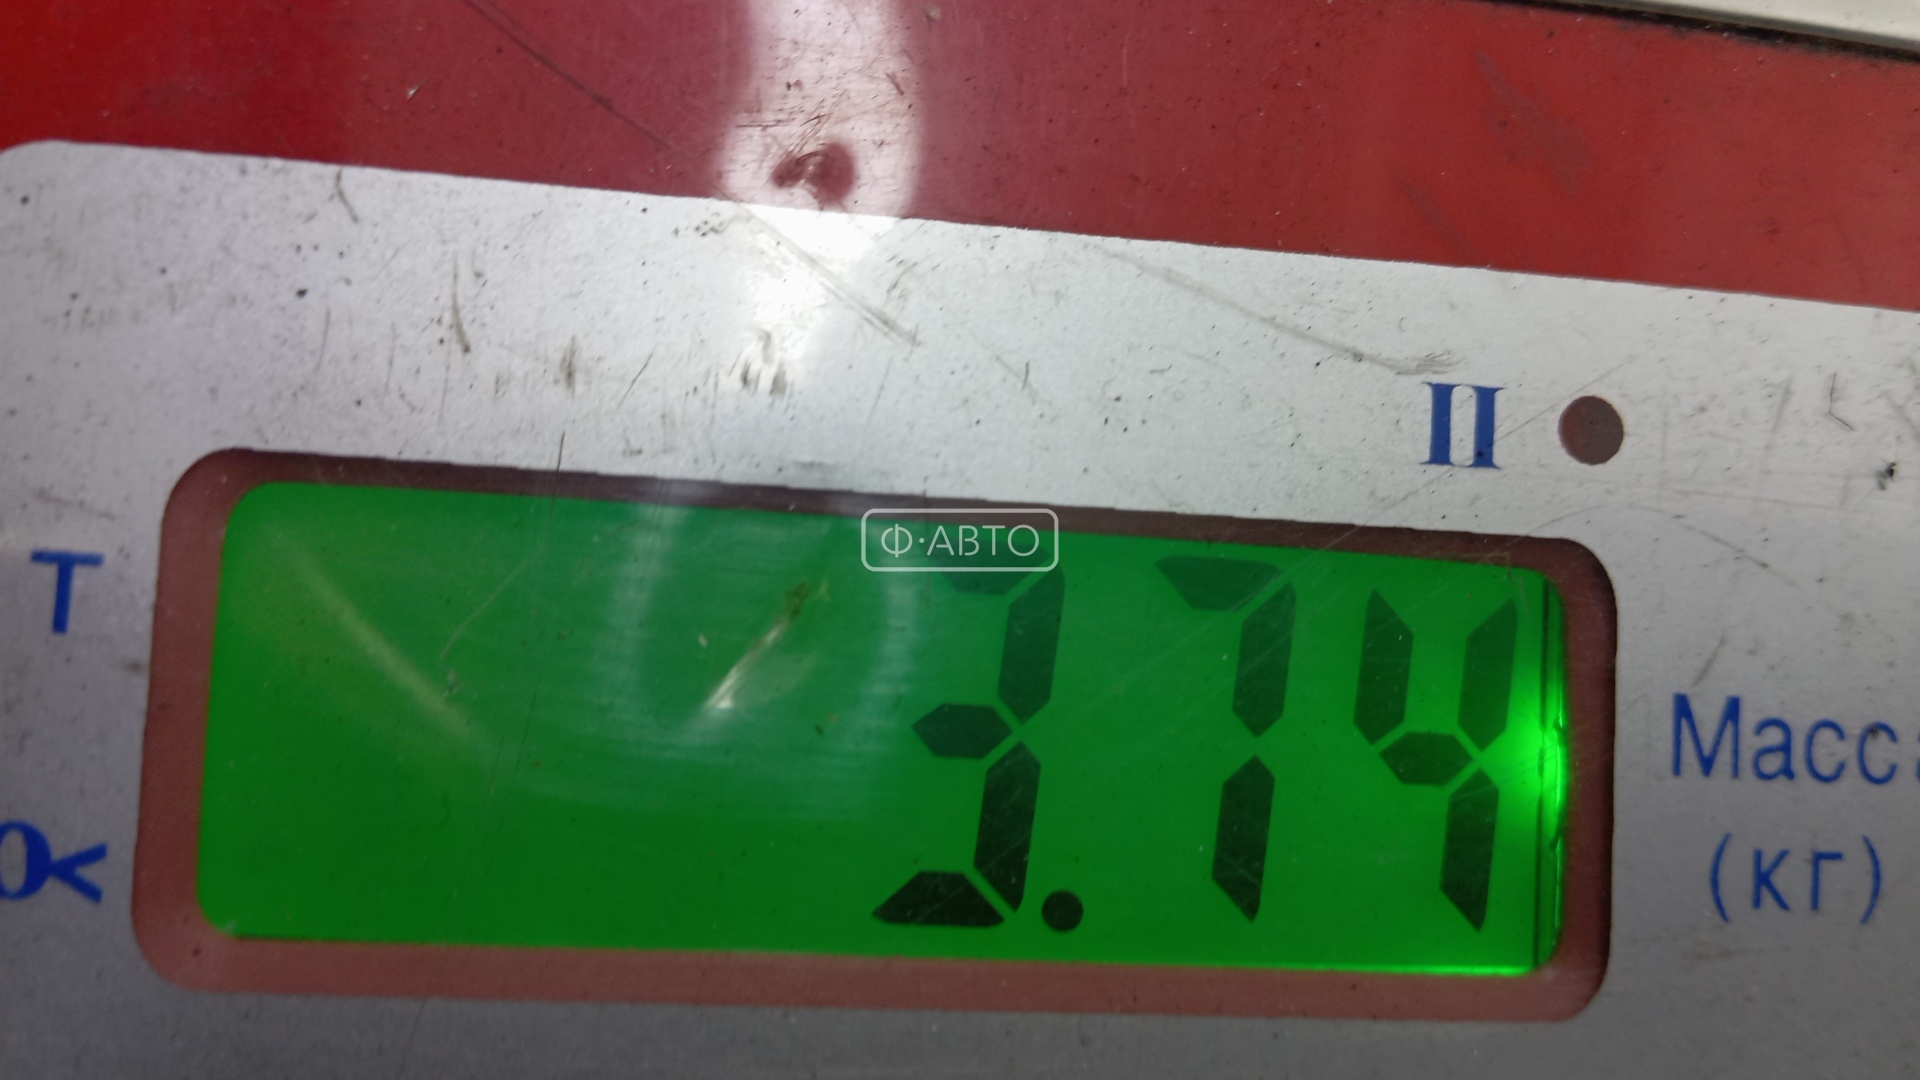 II
Ф·АВТО
Т
3.74
Масса
(кг)